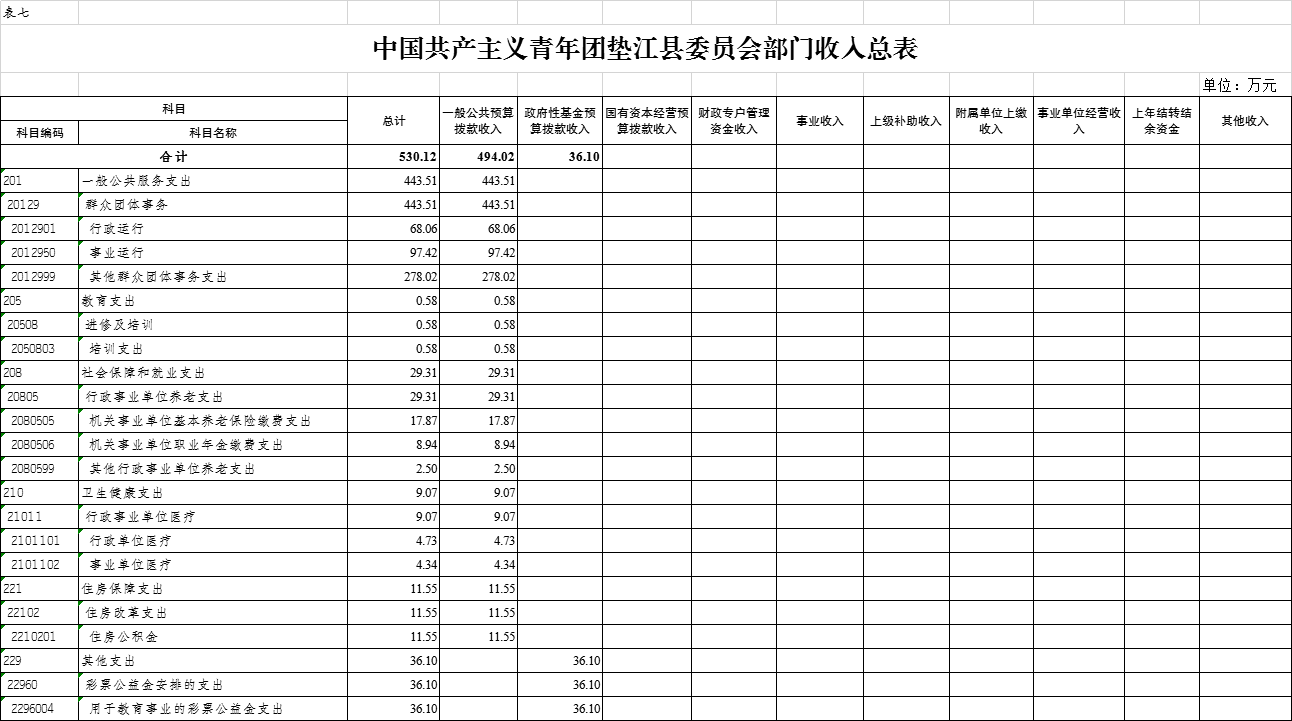 表七
中国共产主义青年团垫江县委员会部门收入总表
单位：万元
科目 总计 一般公共预算拨款收入 政府性基金预算拨款收入 国有资本经营预算拨款收入 财政专户管理资金收入 事业收入 上级补助收入 附属单位上缴收入 事业单位经营收入 上年结转结余资金 其他收入
科目编码 科目名称
合计 530.12 494.02 36.10
201 一般公共服务支出 443.51 443.51
20129 群众团体事务 443.51 443.51
2012901 行政运行 68.06 68.06
2012950 事业运行 97.42 97.42
2012999 其他群众团体事务支出 278.02 278.02
205 教育支出 0.58 0.58
20508 进修及培训 0.58 0.58
2050803 培训支出 0.58 0.58
208 社会保障和就业支出 29.31 29.31
20805 行政事业单位养老支出 29.31 29.31
2080505 机关事业单位基本养老保险缴费支出 17.87 17.87
2080506 机关事业单位职业年金缴费支出 8.94 8.94
2080599 其他行政事业单位养老支出 2.50 2.50
210 卫生健康支出 9.07 9.07
21011 行政事业单位医疗 9.07 9.07
2101101 行政单位医疗 4.73 4.73
2101102 事业单位医疗 4.34 4.34
221 住房保障支出 11.55 11.55
22102 住房改革支出 11.55 11.55
2210201 住房公积金 11.55 11.55
229 其他支出 36.10 36.10
22960 彩票公益金安排的支出 36.10 36.10
2296004 用于教育事业的彩票公益金支出 36.10 36.10